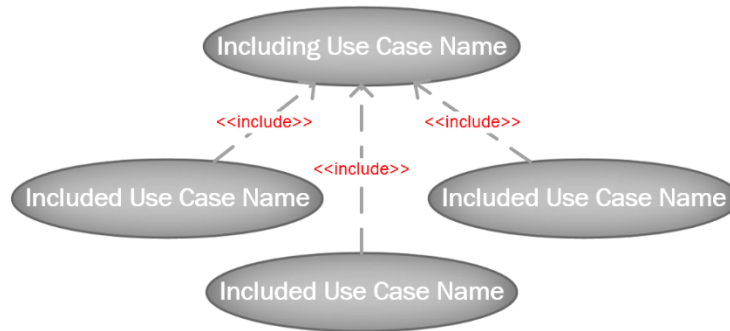 Including Use Case Name
<<include>>
<<include>>
<<include>>
Included Use Case Name
Included Use Case Name
Included Use Case Name